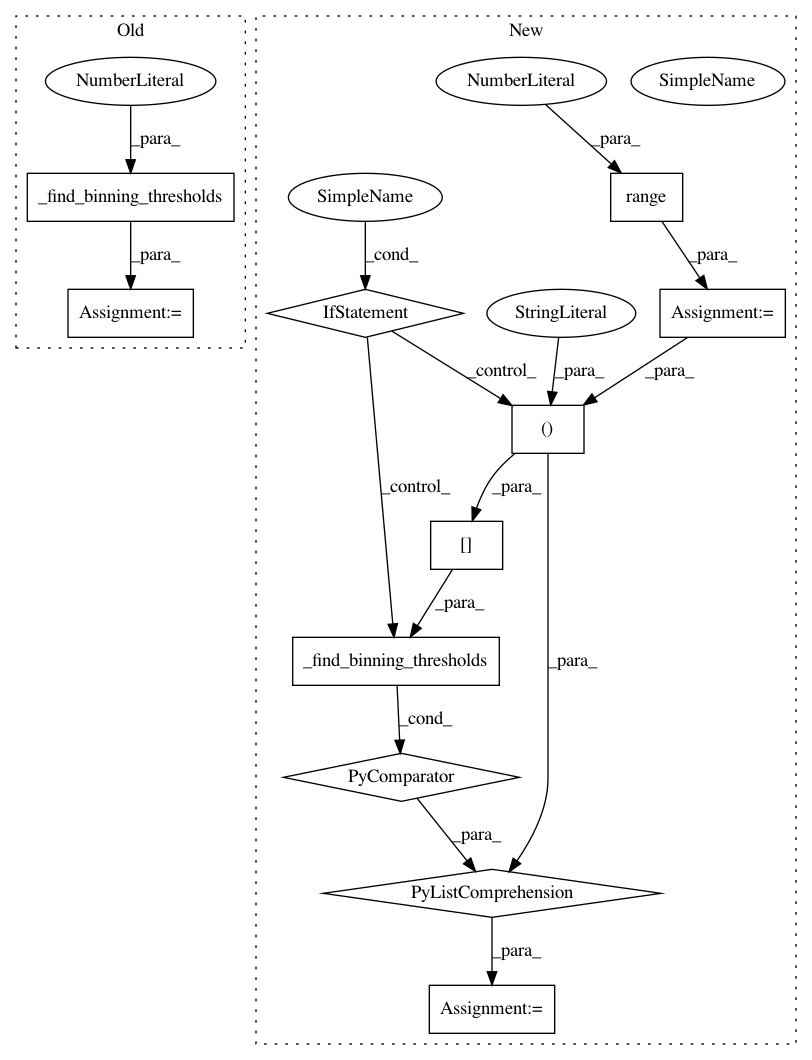 Old
New
NumberLiteral
NumberLiteral
SimpleName
_para_
_para_
_find_binning_thresholds
SimpleName
range
_para_
_cond_
_para_
Assignment:=
IfStatement
StringLiteral
Assignment:=
_control_
_para_
_para_
()
_control_
_para_
[]
_para_
_find_binning_thresholds
_para_
_cond_
PyComparator
_para_
PyListComprehension
_para_
Assignment:=